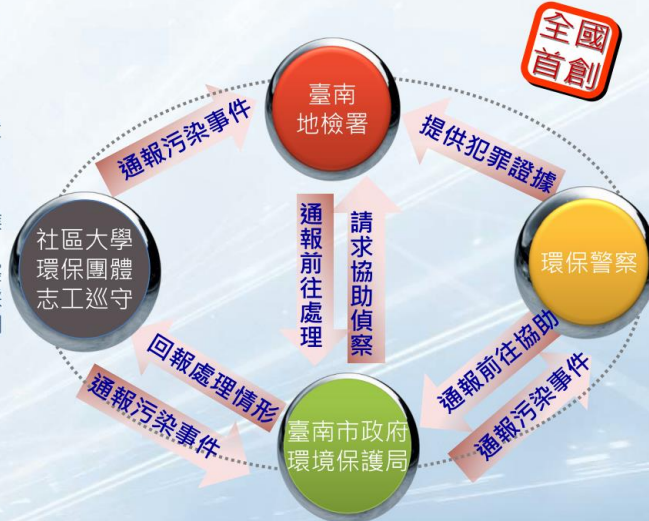 全國
首創
臺南
地檢署
通報污染事件
提供犯罪證據
社區大學
環保團體
志工巡守
通報前往處理
請求協助偵察
環保警察
回報處理情形
通報污染事件
臺南市政府
環境保護局
通報前往協助
通報污染事件